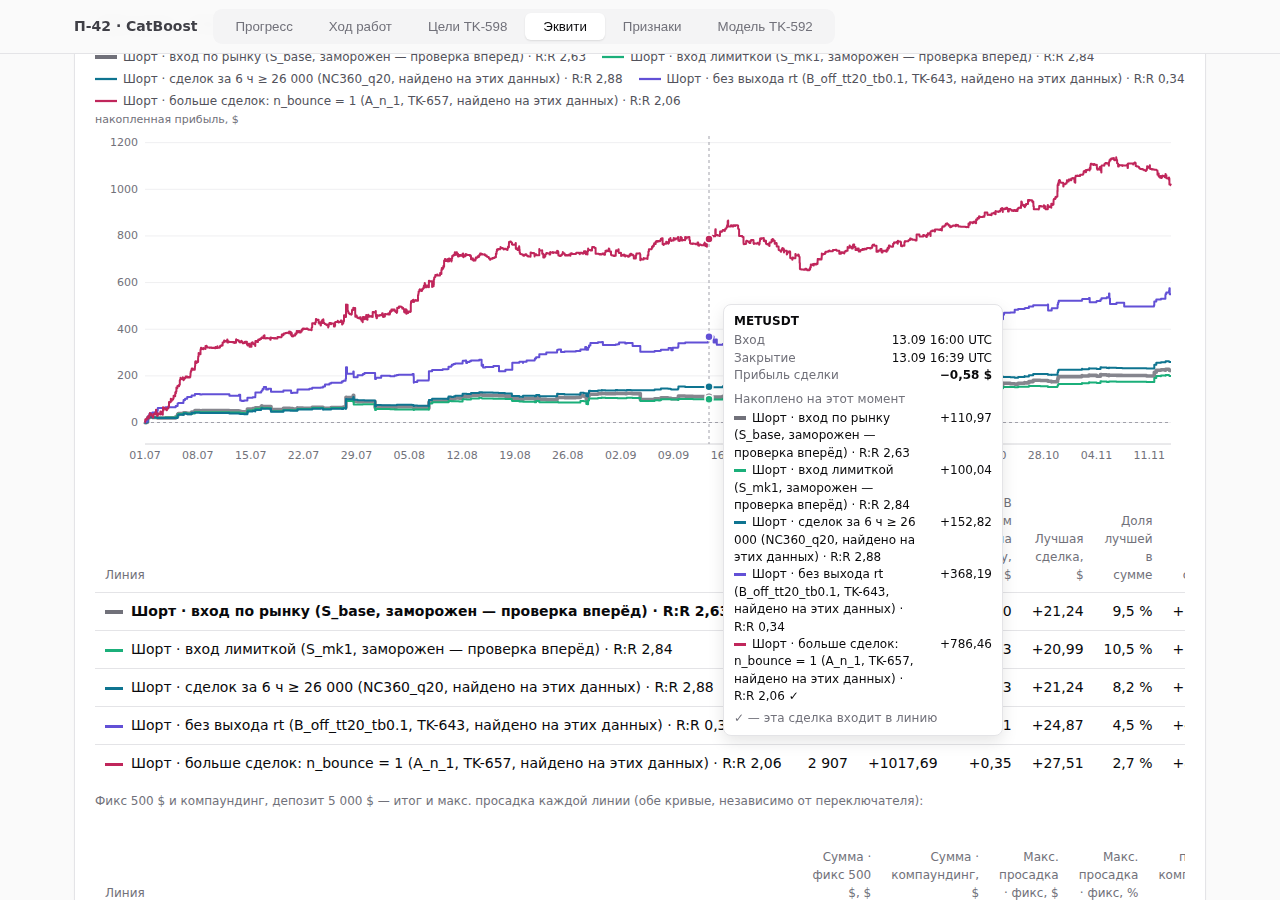 П-42 · CatBoost
Прогресс
Ход работ
Цели TK-598
Эквити
Признаки
Модель TK-592
Шорт · вход по рынку (S_base, заморожен — проверка вперёд) · R:R 2,63
Шорт · вход лимиткой (S_mk1, заморожен — проверка вперёд) · R:R 2,84
Шорт · сделок за 6 ч ≥ 26 000 (NC360_q20, найдено на этих данных) · R:R 2,88
Шорт · без выхода rt (B_off_tt20_tb0.1, TK-643, найдено на этих данных) · R:R 0,34
Шорт · больше сделок: n_bounce = 1 (A_n_1, TK-657, найдено на этих данных) · R:R 2,06
накопленная прибыль, $
1200
1000
800
600
400
200
0
01.07 08.07 15.07 22.07 29.07 05.08 12.08 19.08 26.08 02.09 09.09 16 0 28.10 04.11 11.11
METUSDT
Вход 13.09 16:00 UTC
Закрытие 13.09 16:39 UTC
Прибыль сделки −0,58 $
Накоплено на этот момент
Шорт · вход по рынку +110,97
(S_base, заморожен —
проверка вперёд) · R:R 2,63
Шорт · вход лимиткой +100,04
(S_mk1, заморожен —
проверка вперёд) · R:R 2,84
Шорт · сделок за 6 ч ≥ 26 +152,82
000 (NC360_q20, найдено на
этих данных) · R:R 2,88
Шорт · без выхода rt +368,19
(B_off_tt20_tb0.1, TK-643,
найдено на этих данных) ·
R:R 0,34
Шорт · больше сделок: +786,46
n_bounce = 1 (A_n_1, TK-657,
найдено на этих данных) ·
R:R 2,06 ✓
✓ — эта сделка входит в линию
В
м
а
у,
$
Лучшая
сделка,
$
Доля
лучшей
в
сумме
Линия
Шорт · вход по рынку (S_base, заморожен — проверка вперёд) · R:R 2,63 0 +21,24 9,5 % +
Шорт · вход лимиткой (S_mk1, заморожен — проверка вперёд) · R:R 2,84 3 +20,99 10,5 % +
Шорт · сделок за 6 ч ≥ 26 000 (NC360_q20, найдено на этих данных) · R:R 2,88 3 +21,24 8,2 % +
Шорт · без выхода rt (B_off_tt20_tb0.1, TK-643, найдено на этих данных) · R:R 0,3 1 +24,87 4,5 % +
Шорт · больше сделок: n_bounce = 1 (A_n_1, TK-657, найдено на этих данных) · R:R 2,06 2 907 +1017,69 +0,35 +27,51 2,7 % +
Фикс 500 $ и компаундинг, депозит 5 000 $ — итог и макс. просадка каждой линии (обе кривые, независимо от переключателя):
Линия
Сумма ·
фикс 500
$, $
Сумма ·
компаундинг,
$
Макс.
просадка
· фикс, $
Макс.
просадка
· фикс, %
п
комп